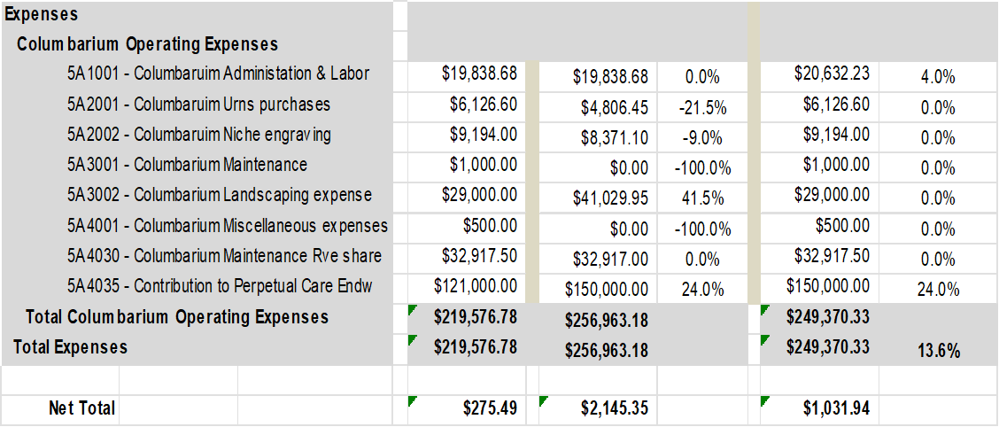 Expenses
Columbarium Operating Expenses
5A1001 - Columbaruim Administation & Labor $19,838.68 $19,838.68 0.0% $20,632.23 4.0%
5A2001 - Columbaruim Urns purchases $6,126.60 $4,806.45 -21.5% $6,126.60 0.0%
5A2002 - Columbaruim Niche engraving $9,194.00 $8,371.10 -9.0% $9,194.00 0.0%
5A3001 - Columbarium Maintenance $1,000.00 $0.00 -100.0% $1,000.00 0.0%
5A3002 - Columbarium Landscaping expense $29,000.00 $41,029.95 41.5% $29,000.00 0.0%
5A4001 - Columbarium Miscellaneous expenses $500.00 $0.00 -100.0% $500.00 0.0%
5A4030 - Columbarium Maintenance Rve share $32,917.50 $32,917.00 0.0% $32,917.50 0.0%
5A4035 - Contribution to Perpetual Care Endw $121,000.00 $150,000.00 24.0% $150,000.00 24.0%
Total Columbarium Operating Expenses $219,576.78 $256,963.18 $249,370.33
Total Expenses $219,576.78 $256,963.18 $249,370.33 13.6%
Net Total $275.49 $2,145.35 $1,031.94